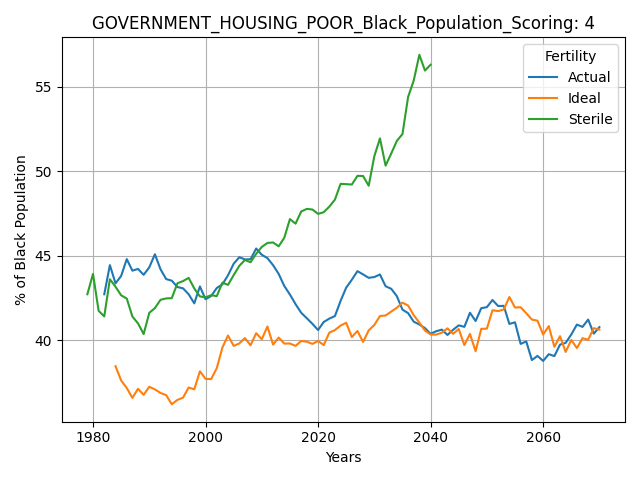 GOVERNMENT_HOUSING_POOR_Black_Population_Scoring: 4
Fertility
Actual
Ideal
Sterile
% of Black Population
55
50
45
40
1980
2000
2020
2040
2060
Years